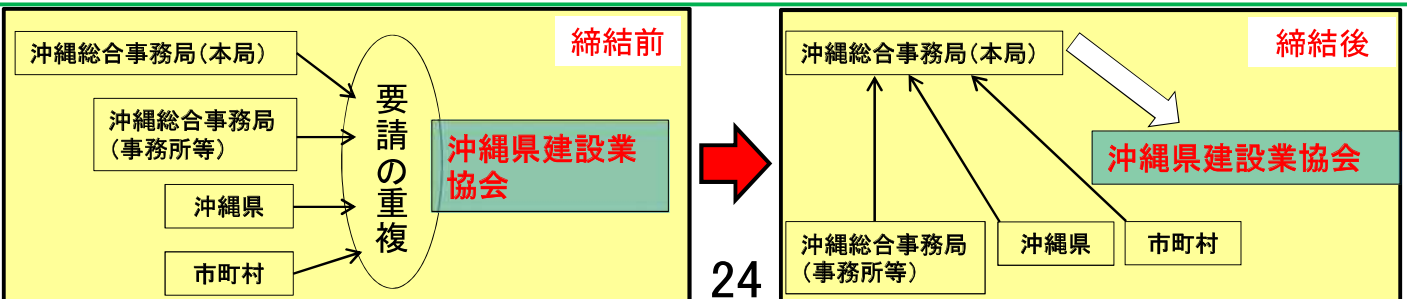 締結前
沖縄総合事務局(本局)
沖縄総合事務局
(事務所等)
沖縄県
市町村
要請の重複
沖縄県建設業
協会
締結後
沖縄総合事務局(本局)
沖縄県建設業協会
沖縄総合事務局
(事務所等)
沖縄県
市町村
24